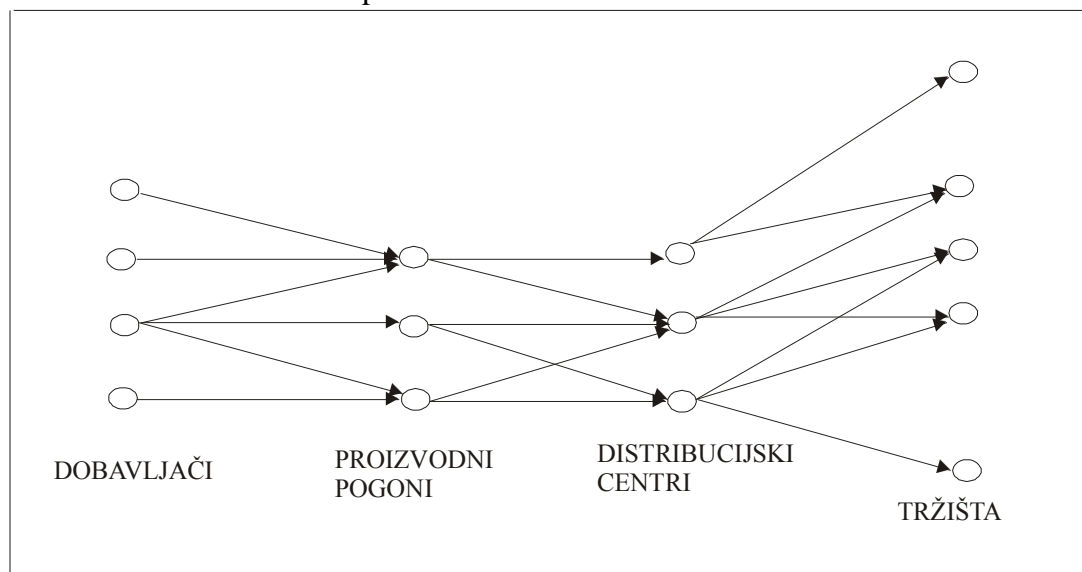 DOBAVLJAČI
PROIZVODNI
POGONI
DISTRIBUCIJSKI
CENTRI
TRŽIŠTA